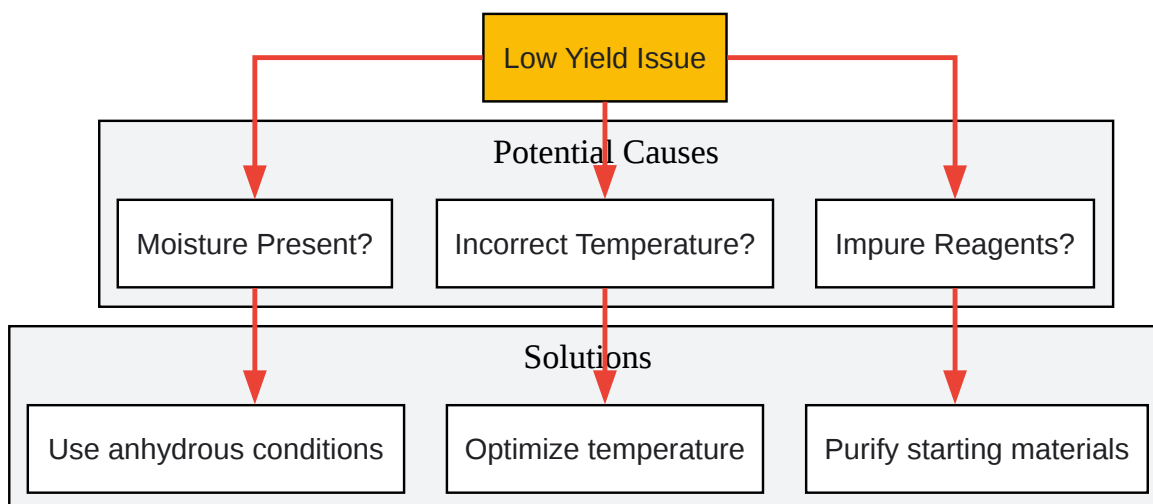 Low Yield Issue
Potential Causes
Moisture Present?
Incorrect Temperature?
Impure Reagents?
Solutions
Use anhydrous conditions
Optimize temperature
Purify starting materials